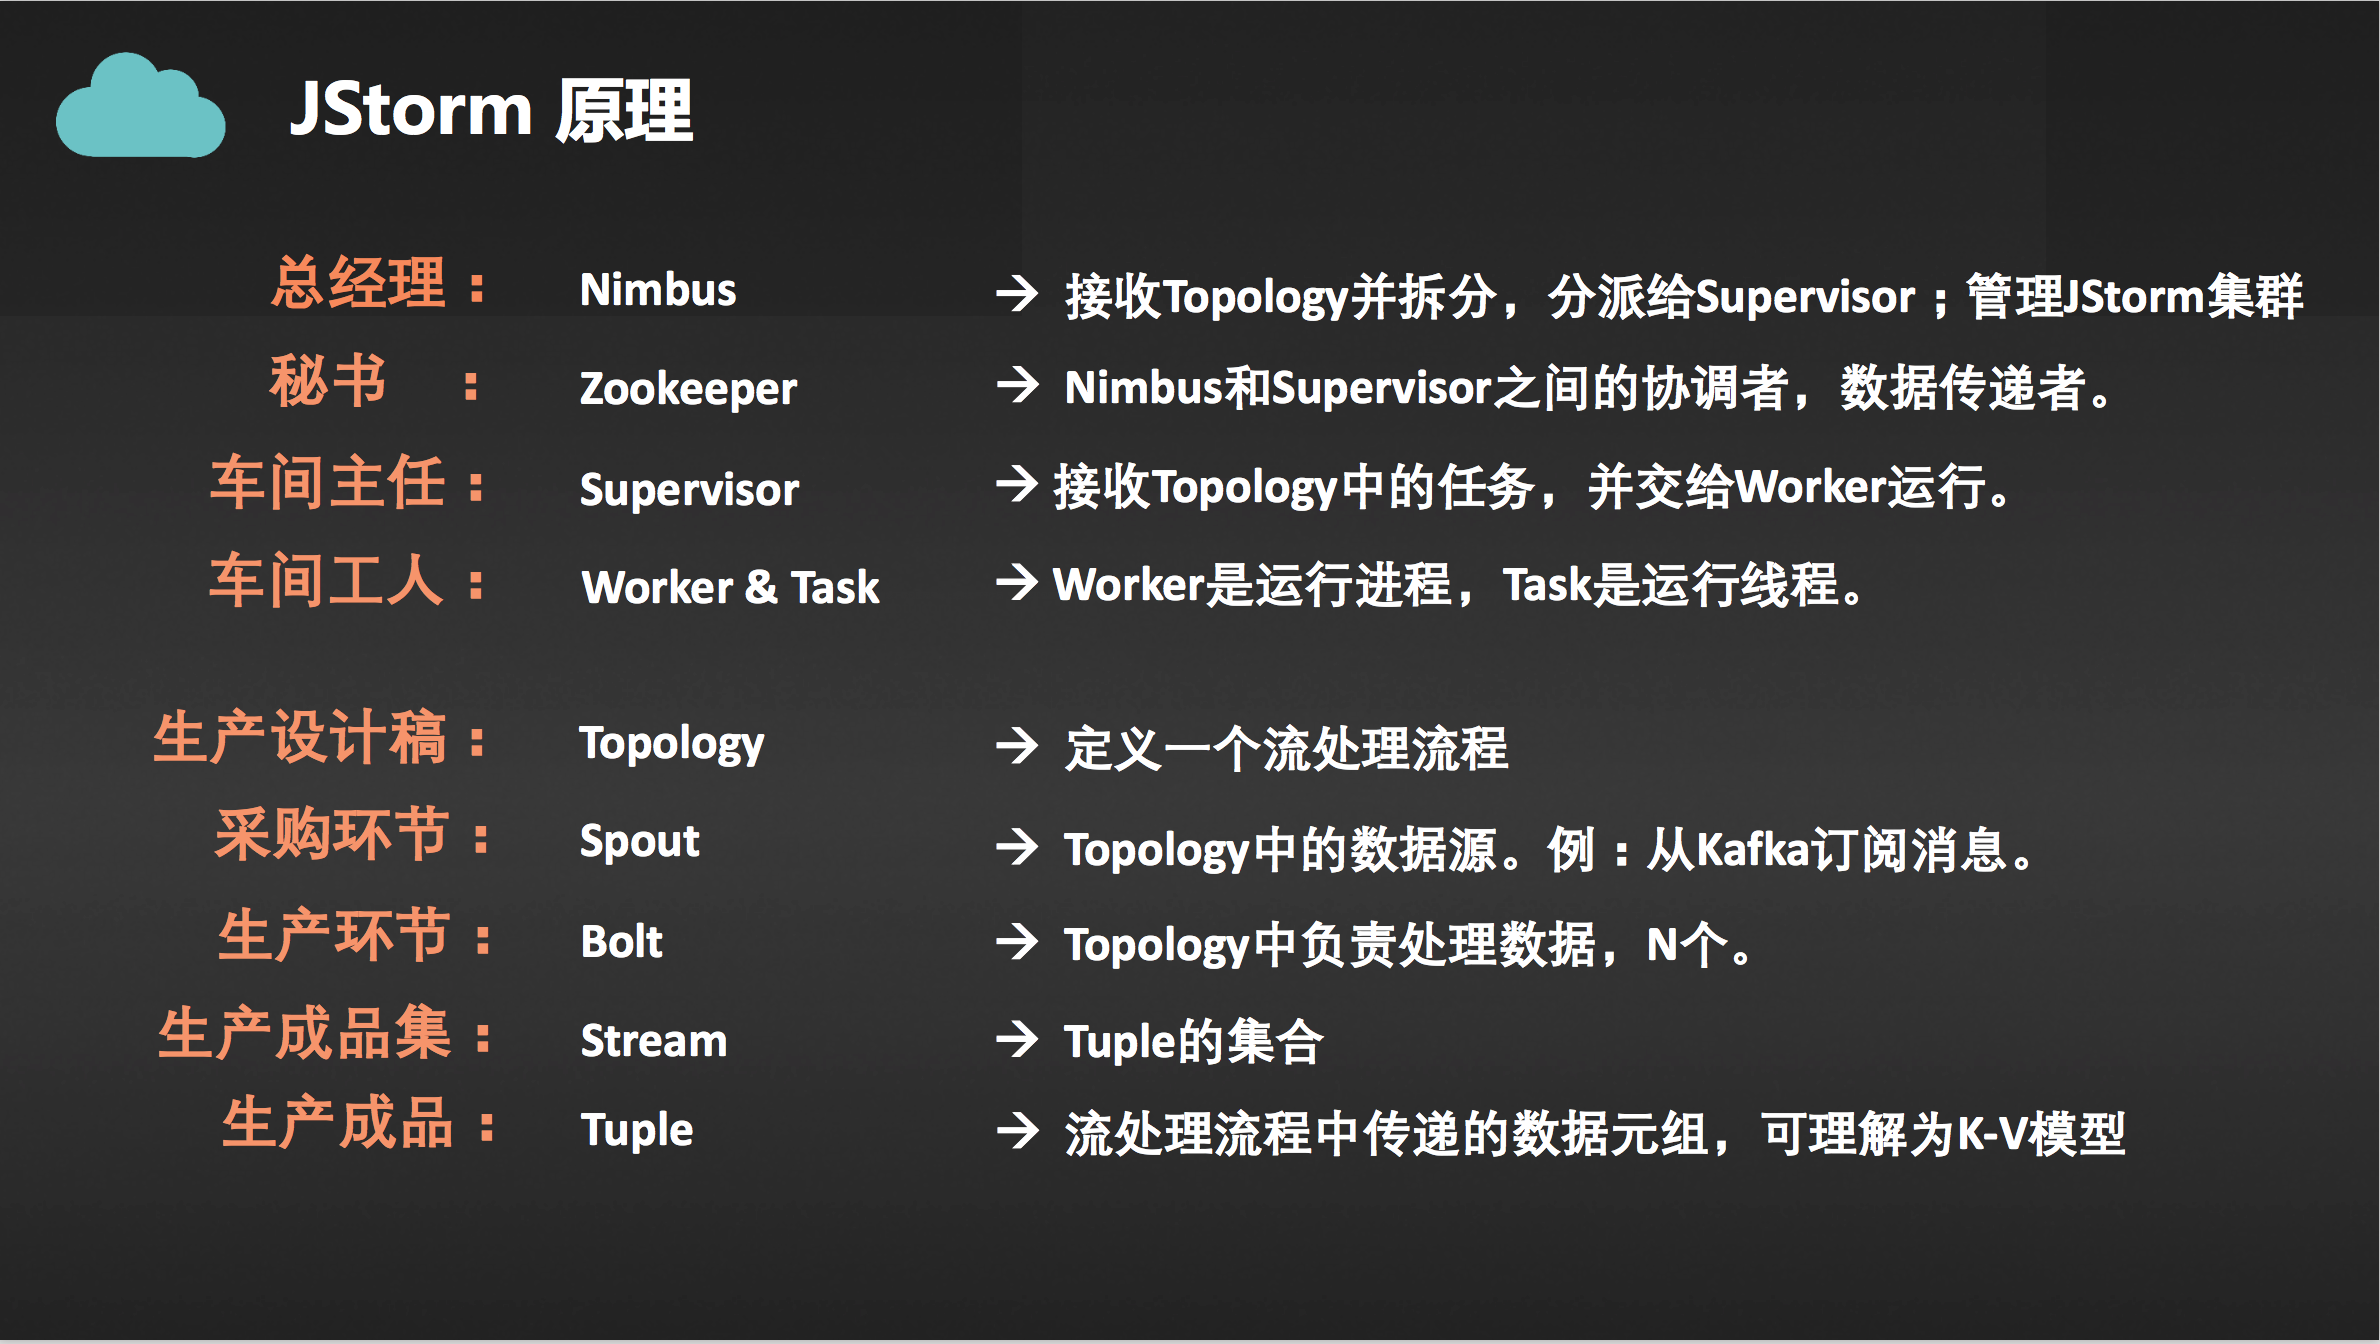 JStorm 原理
总经理： Nimbus → 接收Topology并拆分，分派给Supervisor；管理JStorm集群
秘书 ： Zookeeper → Nimbus和Supervisor之间的协调者，数据传递者。
车间主任： Supervisor → 接收Topology中的任务，并交给Worker运行。
车间工人： Worker & Task → Worker是运行进程，Task是运行线程。
生产设计稿： Topology → 定义一个流处理流程
采购环节： Spout → Topology中的数据源。例：从Kafka订阅消息。
生产环节： Bolt → Topology中负责处理数据，N个。
生产成品集： Stream → Tuple的集合
生产成品： Tuple → 流处理流程中传递的数据元组，可理解为K-V模型